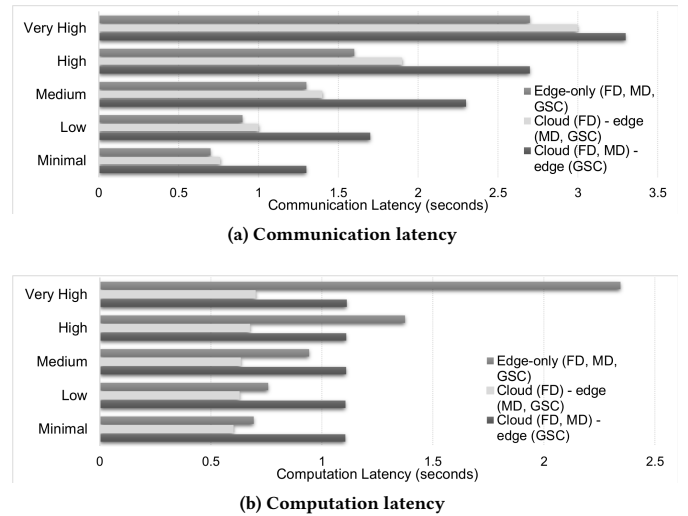 Very High
High
Medium
Low
Minimal
Edge-only (FD, MD,
GSC)
Cloud (FD) - edge
(MD, GSC)
Cloud (FD, MD) -
edge (GSC)
0 0.5 1 1.5 2 2.5 3 3.5
Communication Latency (seconds)
(a) Communication latency
Very High
High
Medium
Low
Minimal
Edge-only (FD, MD,
GSC)
Cloud (FD) - edge
(MD, GSC)
Cloud (FD, MD) -
edge (GSC)
0 0.5 1 1.5 2 2.5
Computation Latency (seconds)
(b) Computation latency